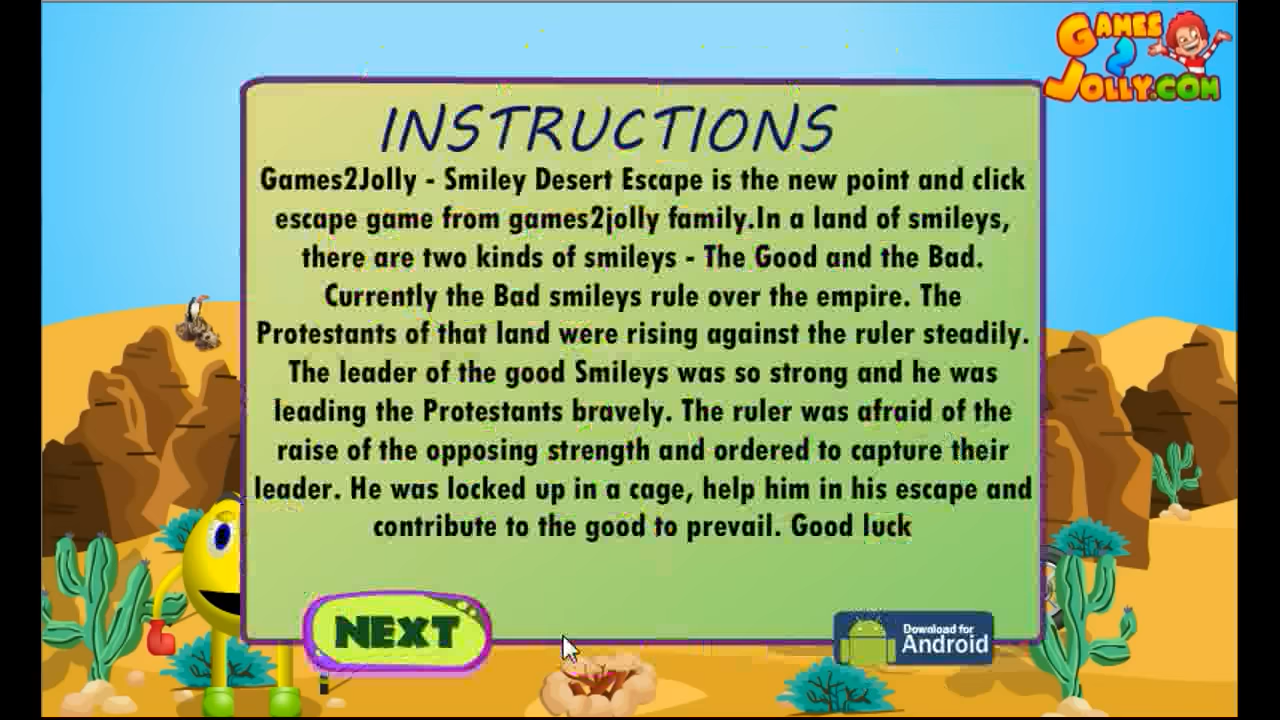 GAMES
2
JOLLY.COM
INSTRUCTIONS
Games2Jolly - Smiley Desert Escape is the new point and click
escape game from games2jolly family.In a land of smileys,
there are two kinds of smileys - The Good and the Bad.
Currently the Bad smileys rule over the empire. The
Protestants of that land were rising against the ruler steadily.
The leader of the good Smileys was so strong and he was
leading the Protestants bravely. The ruler was afraid of the
raise of the opposing strength and ordered to capture their
leader. He was locked up in a cage, help him in his escape and
contribute to the good to prevail. Good luck
NEXT
Download for
Android